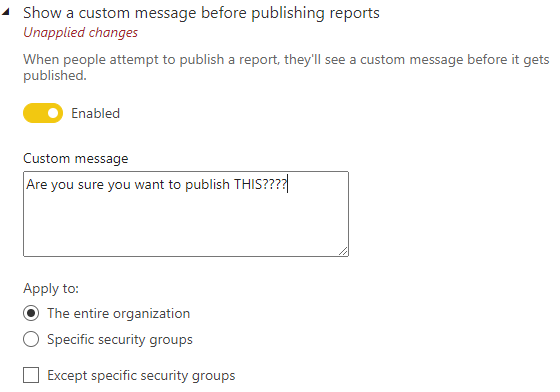 Show a custom message before publishing reports
Unapplied changes
When people attempt to publish a report, they'll see a custom message before it gets
published.
Enabled
Custom message
Are you sure you want to publish THIS????
Apply to:
The entire organization
Specific security groups
Except specific security groups